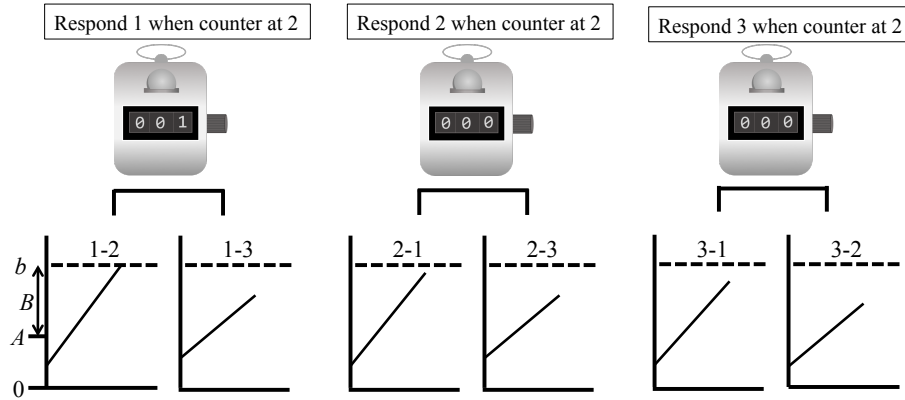 Respond 1 when counter at 2
Respond 2 when counter at 2
Respond 3 when counter at 2
0 0 1
0 0 0
0 0 0
1-2
1-3
2-1
2-3
3-1
3-2
b
B
A
0